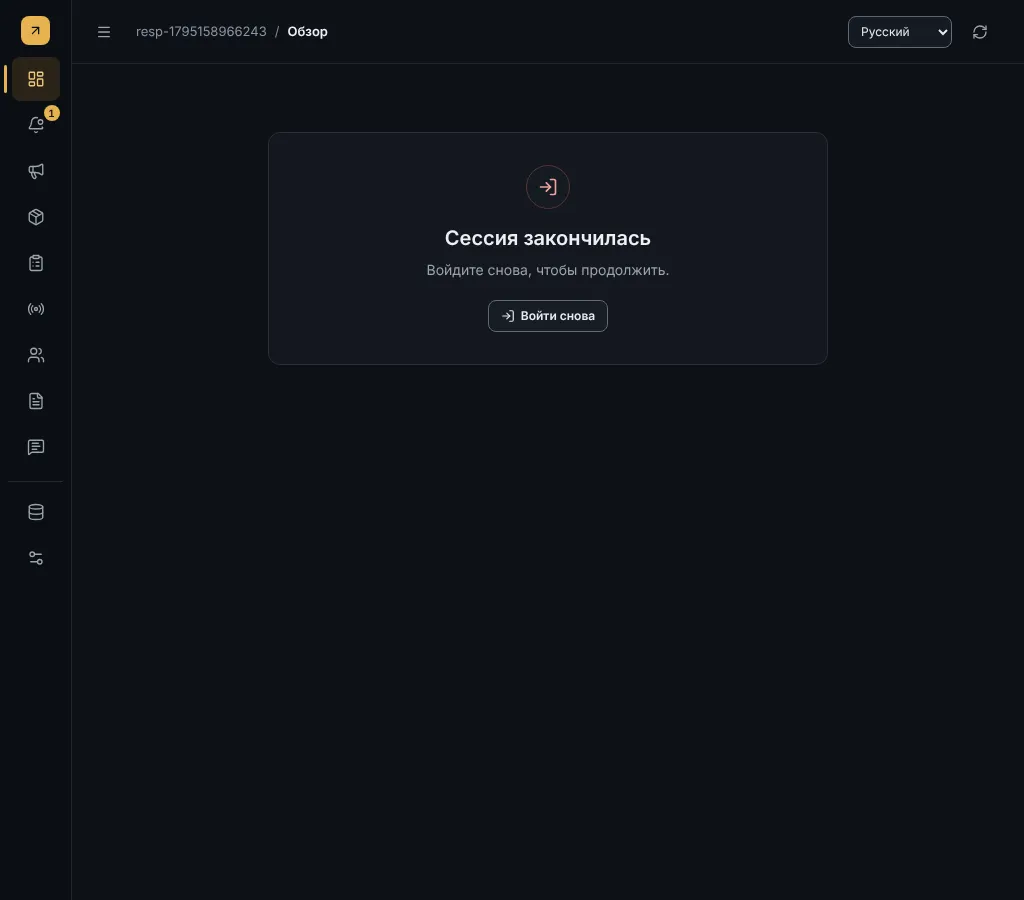 resp-1795158966243 / Обзор
Русский
1
Сессия закончилась
Войдите снова, чтобы продолжить.
Войти снова